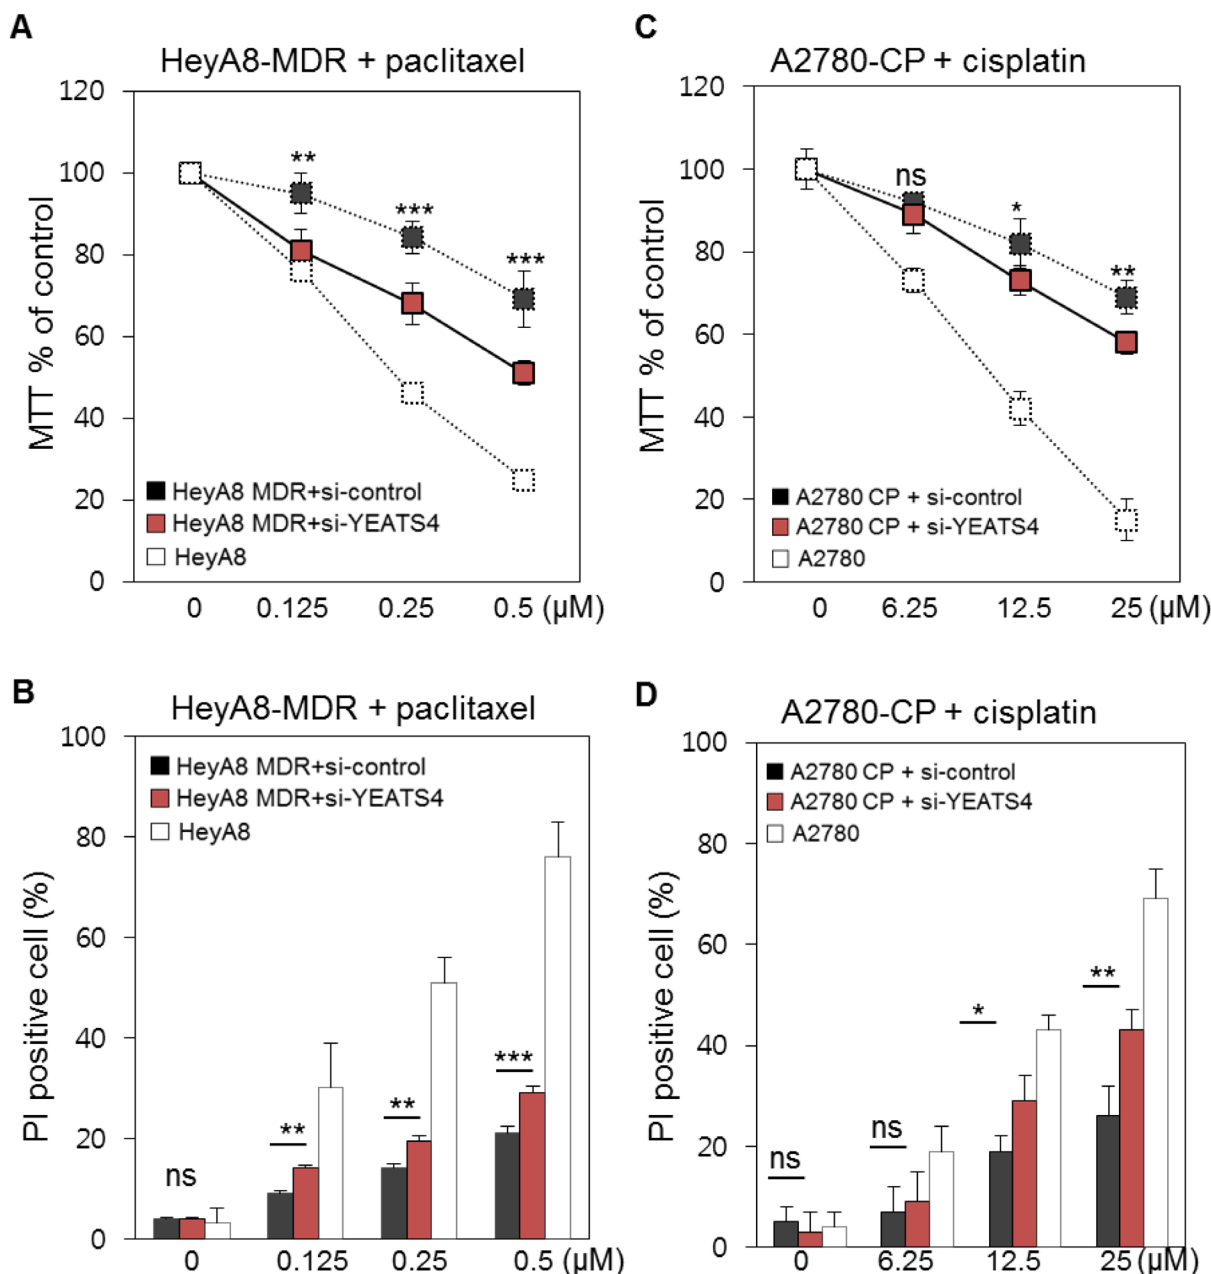 A
HeyA8-MDR + paclitaxel
MTT % of control
120
100
80
60
40
20
0
**
***
***
HeyA8 MDR+si-control
HeyA8 MDR+si-YEATS4
HeyA8
0 0.125 0.25 0.5 (μM)
C
A2780-CP + cisplatin
MTT % of control
120
100
80
60
40
20
0
ns
*
**
A2780 CP + si-control
A2780 CP + si-YEATS4
A2780
0 6.25 12.5 25 (μM)
B
HeyA8-MDR + paclitaxel
PI positive cell (%)
100
80
60
40
20
0
HeyA8 MDR+si-control
HeyA8 MDR+si-YEATS4
HeyA8
ns
**
**
***
0 0.125 0.25 0.5 (μM)
D
A2780-CP + cisplatin
PI positive cell (%)
100
80
60
40
20
0
A2780 CP + si-control
A2780 CP + si-YEATS4
A2780
ns
ns
*
**
0 6.25 12.5 25 (μM)